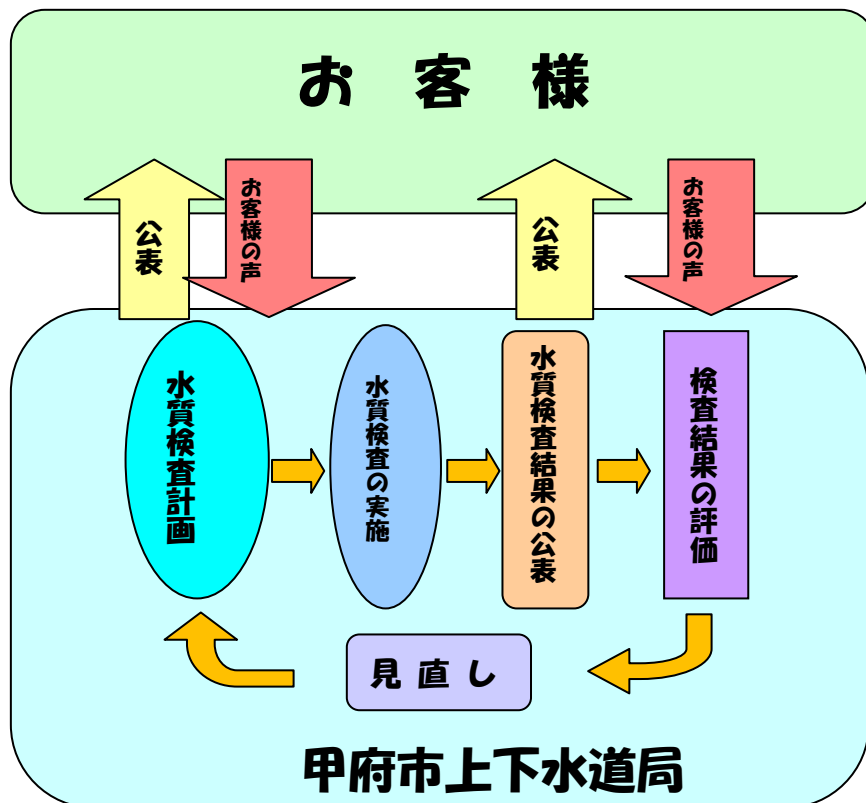 お客様
公表
お客様の声
公表
お客様の声
水質検査計画
水質検査の実施
水質検査結果の公表
検査結果の評価
見直し
甲府市上下水道局